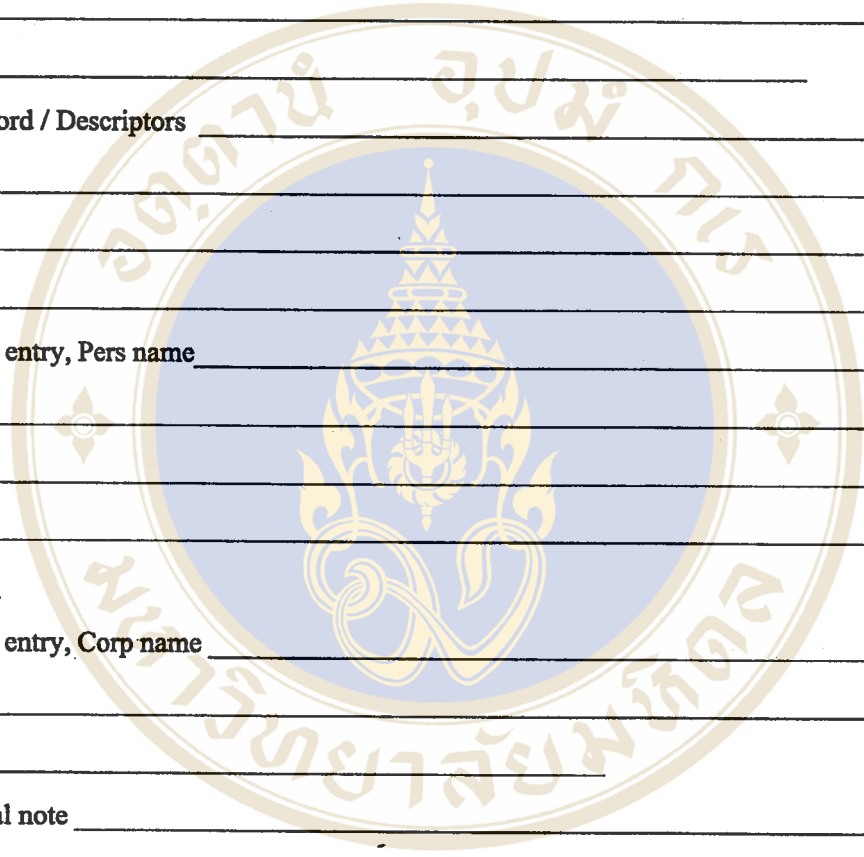 ord / Descriptors
entry, Pers name
entry, Corp name
al note
อตฺตานํ อุปมํ กเร
มหาวิทยาลัยมหิดล